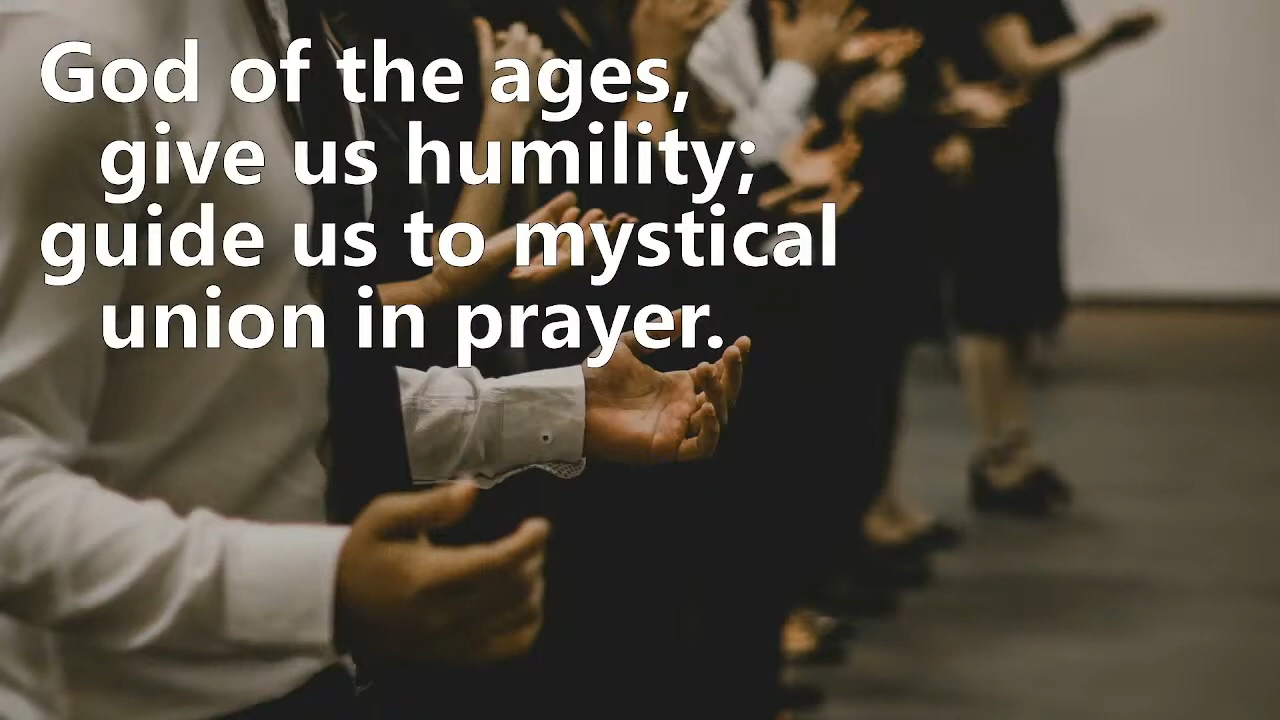 God of the ages,
give us humility;
guide us to mystical
union in prayer.